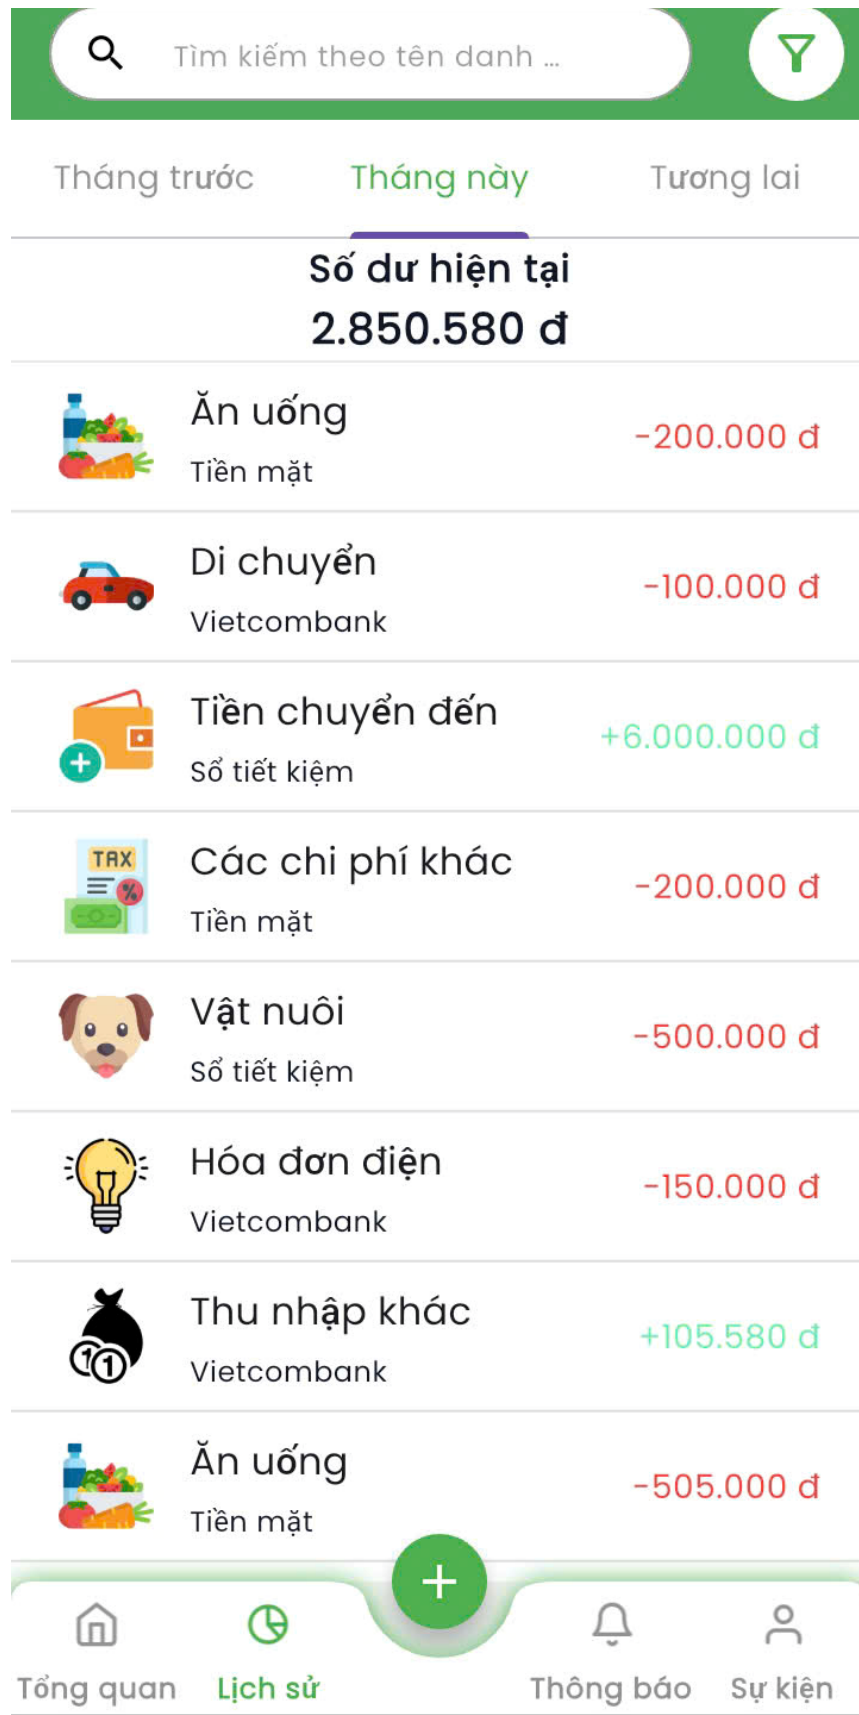 Tìm kiếm theo tên danh ...
Tháng trước
Tháng này
Tương lai
Số dư hiện tại
2.850.580 đ
Ăn uống
-200.000 đ
Tiền mặt
Di chuyển
-100.000 đ
Vietcombank
Tiền chuyển đến
+6.000.000 đ
Sổ tiết kiệm
TAX
%
Các chi phí khác
-200.000 đ
Tiền mặt
Vật nuôi
-500.000 đ
Sổ tiết kiệm
Hóa đơn điện
-150.000 đ
Vietcombank
Thu nhập khác
+105.580 đ
1 1
Vietcombank
Ăn uống
-505.000 đ
Tiền mặt
+
Tổng quan
Lịch sử
Thông báo
Sự kiện